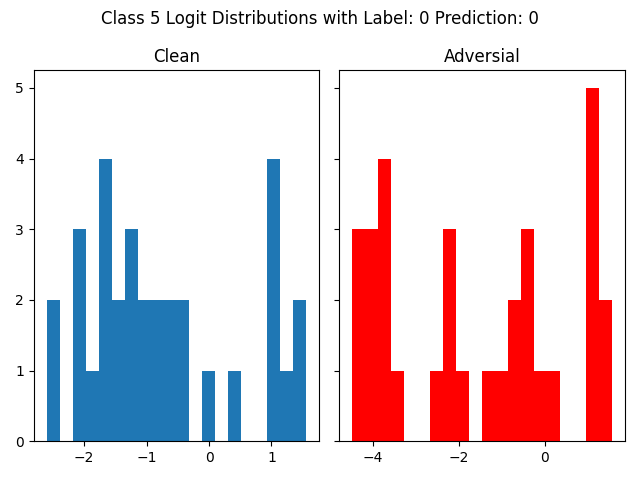 Class 5 Logit Distributions with Label: 0 Prediction: 0
Clean
Adversial
5
4
3
2
1
0
−2 −1 0 1
−4 −2 0